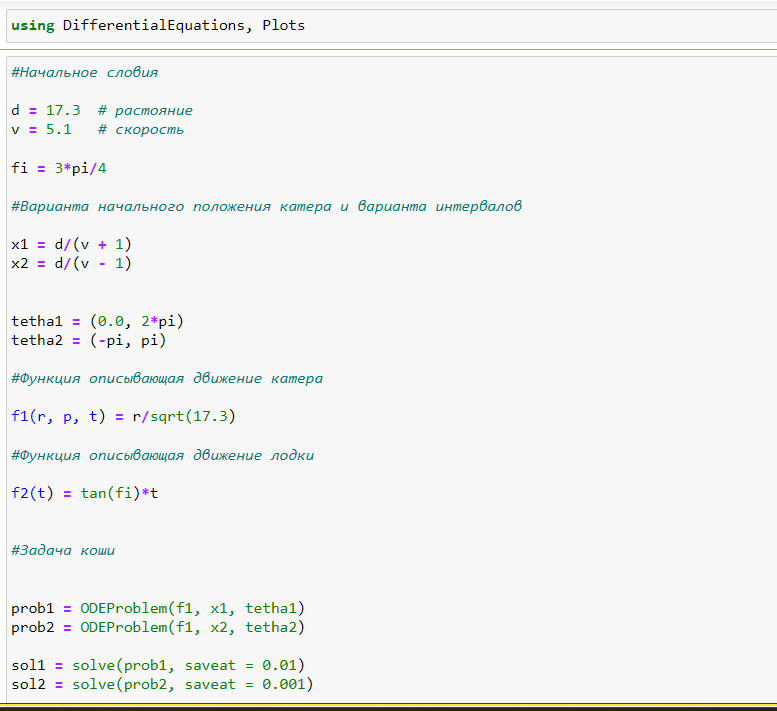 using DifferentialEquations, Plots
#Начальное словия
d = 17.3  # растояние
v = 5.1   # скорость
fi = 3*pi/4
#Варианта начального положения катера и варианта интервалов
x1 = d/(v + 1)
x2 = d/(v - 1)
tetha1 = (0.0, 2*pi)
tetha2 = (-pi, pi)
#Функция описывающая движение катера
f1(r, p, t) = r/sqrt(17.3)
#Функция описывающая движение лодки
f2(t) = tan(fi)*t
#Задача коши
prob1 = ODEProblem(f1, x1, tetha1)
prob2 = ODEProblem(f1, x2, tetha2)
sol1 = solve(prob1, saveat = 0.01)
sol2 = solve(prob2, saveat = 0.001)